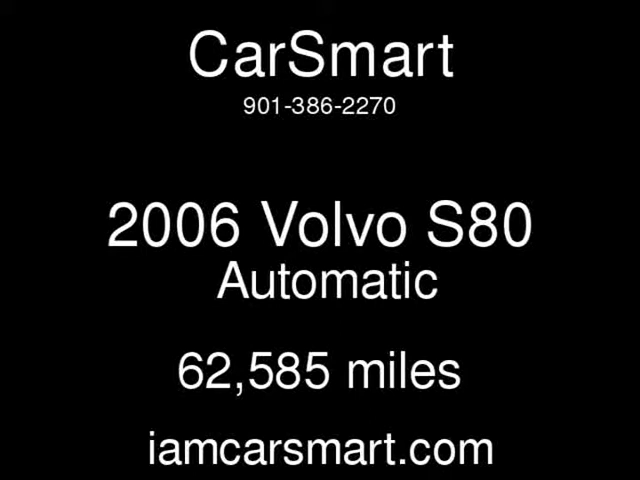 CarSmart
901-386-2270
2006 Volvo S80
Automatic
62,585 miles
iamcarsmart.com